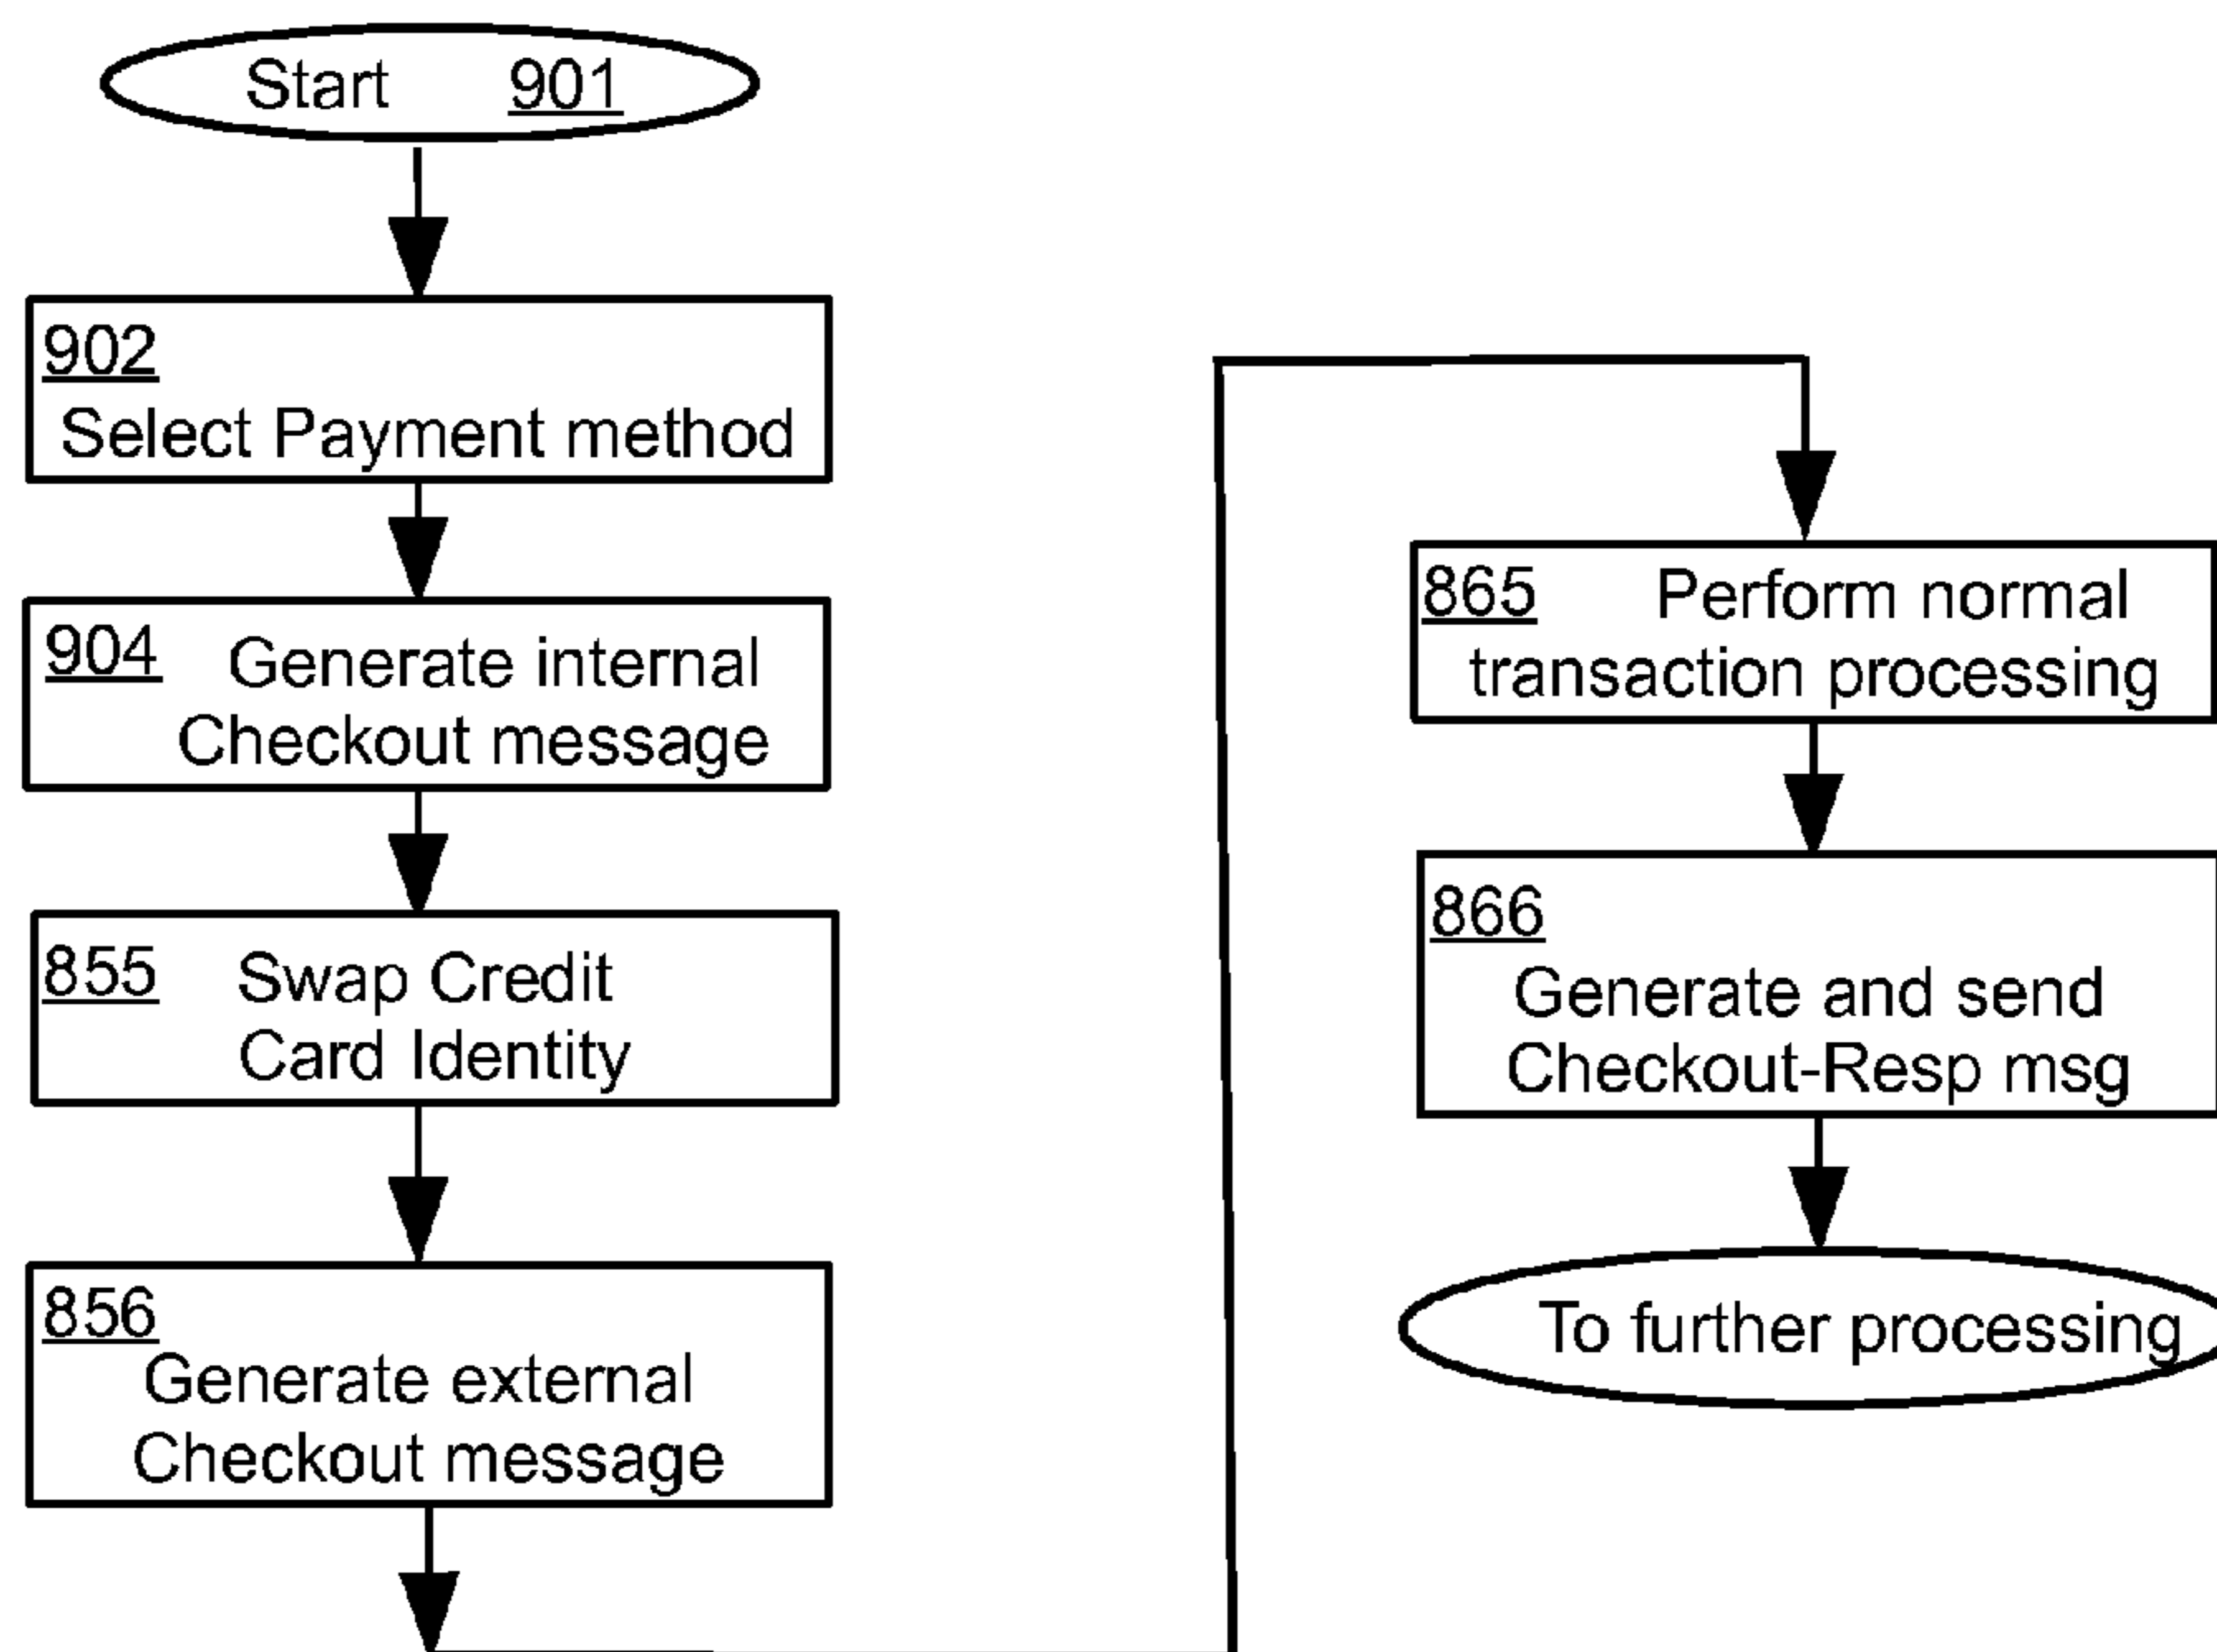 Start 901
902
Select Payment method
904 Generate internal
Checkout message
855 Swap Credit
Card Identity
856
Generate external
Checkout message
865 Perform normal
transaction processing
866
Generate and send
Checkout-Resp msg
To further processing